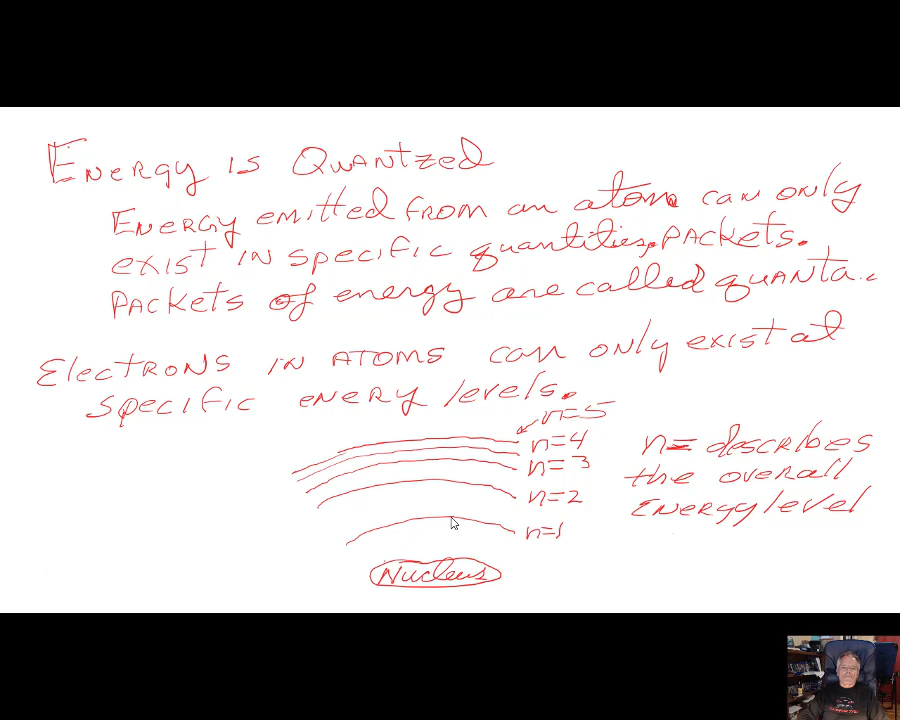 Energy is Quantzed
Energy emitted from an atom can only
exist in specific quantities, packets.
Packets of energy are called quanta..
Electrons in atoms can only exist at
specific enery levels.
n=5
n=4
n=3
n=2
n=1
n= describes
the overall
Energy level
Nucleus